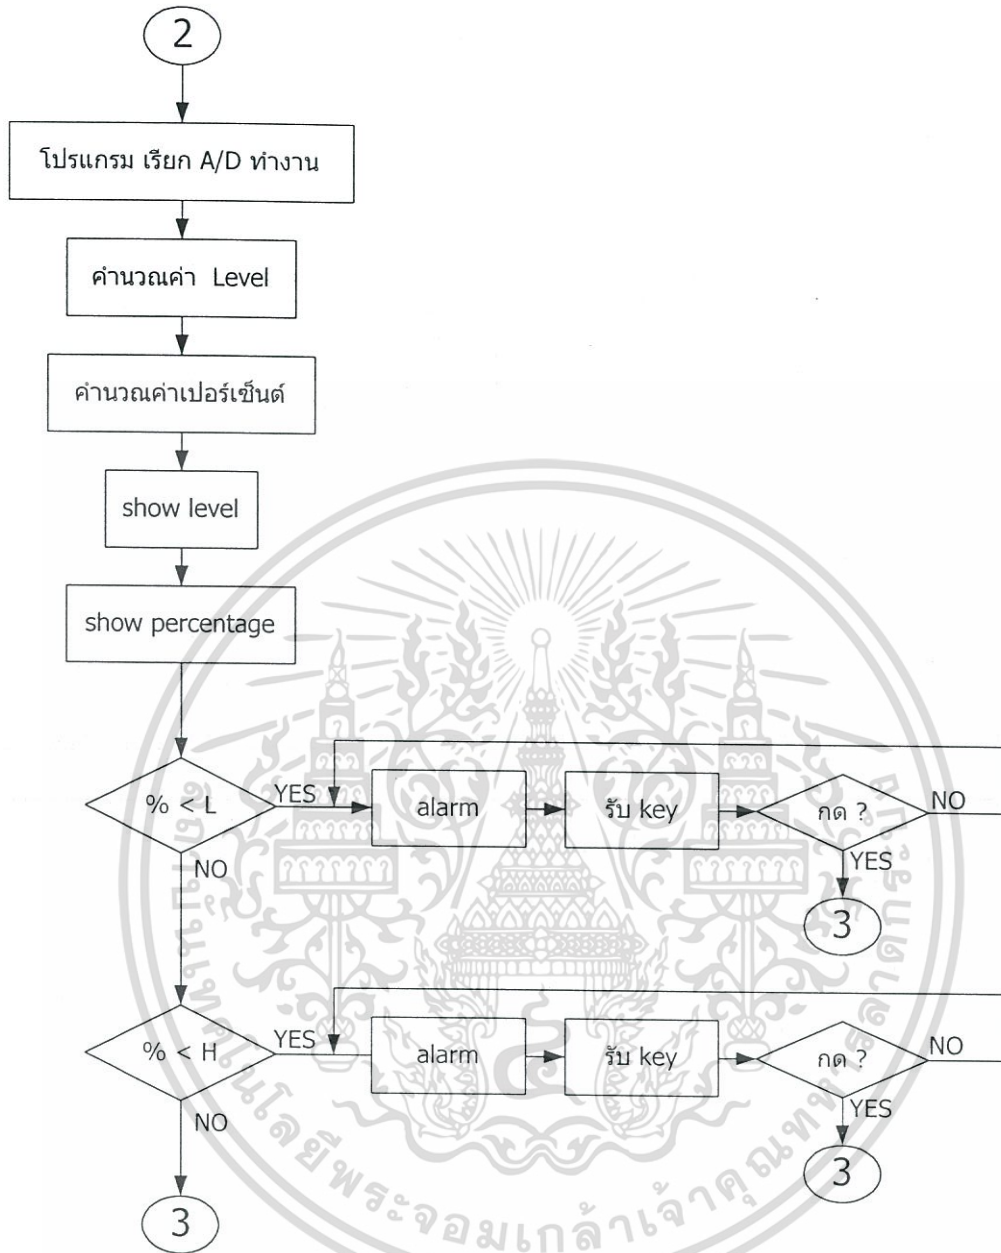 2
โปรแกรม เรียก A/D ทำงาน
คำนวณค่า Level
คำนวณค่าเปอร์เซ็นต์
show level
show percentage
% < L
YES
alarm
รับ key
กด ?
NO
NO
YES
3
% < H
YES
alarm
รับ key
กด ?
NO
NO
YES
3
3